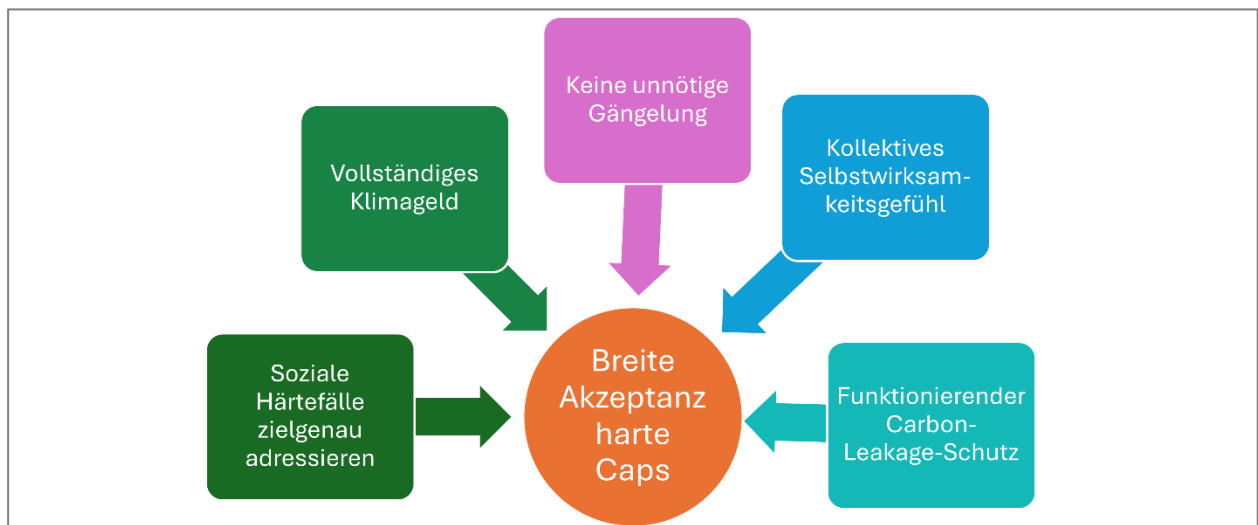 Keine unnötige
Gängelung
Vollständiges
Klimageld
Kollektives
Selbstwirksam-
keitsgefühl
Soziale
Härtefälle
zielgenau
adressieren
Breite
Akzeptanz
harte
Caps
Funktionierender
Carbon-
Leakage-Schutz